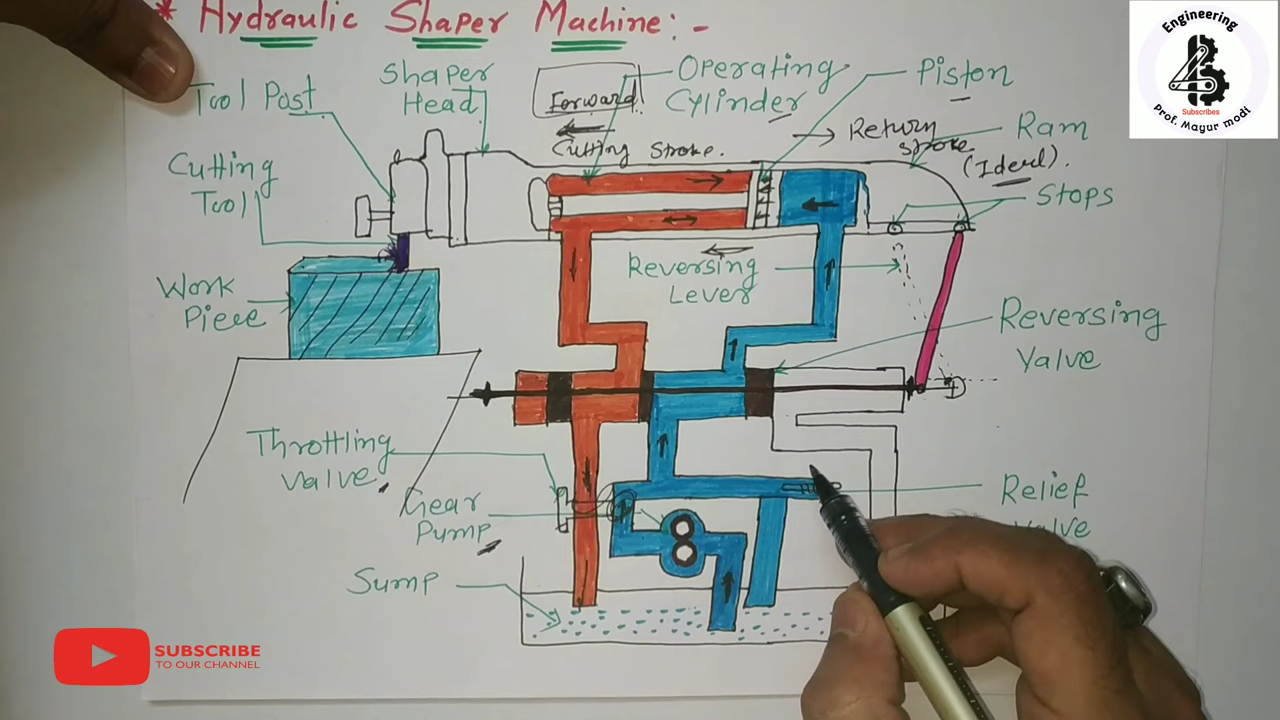 * Hydraulic Shaper Machine:-
Tool Post
Shaper
Head
Forward
Cutting Stroke.
Operating
Cylinder
Piston
Return
stroke
(Ideal).
Ram
Stops
Cutting
Tool
Work
Piece
Reversing
Lever
Reversing
Valve
Throttling
Valve.
Gear
Pump
Sump
Relief
Valve
Engineering
Subscribes
Prof. Mayur modi
SUBSCRIBE
TO OUR CHANNEL